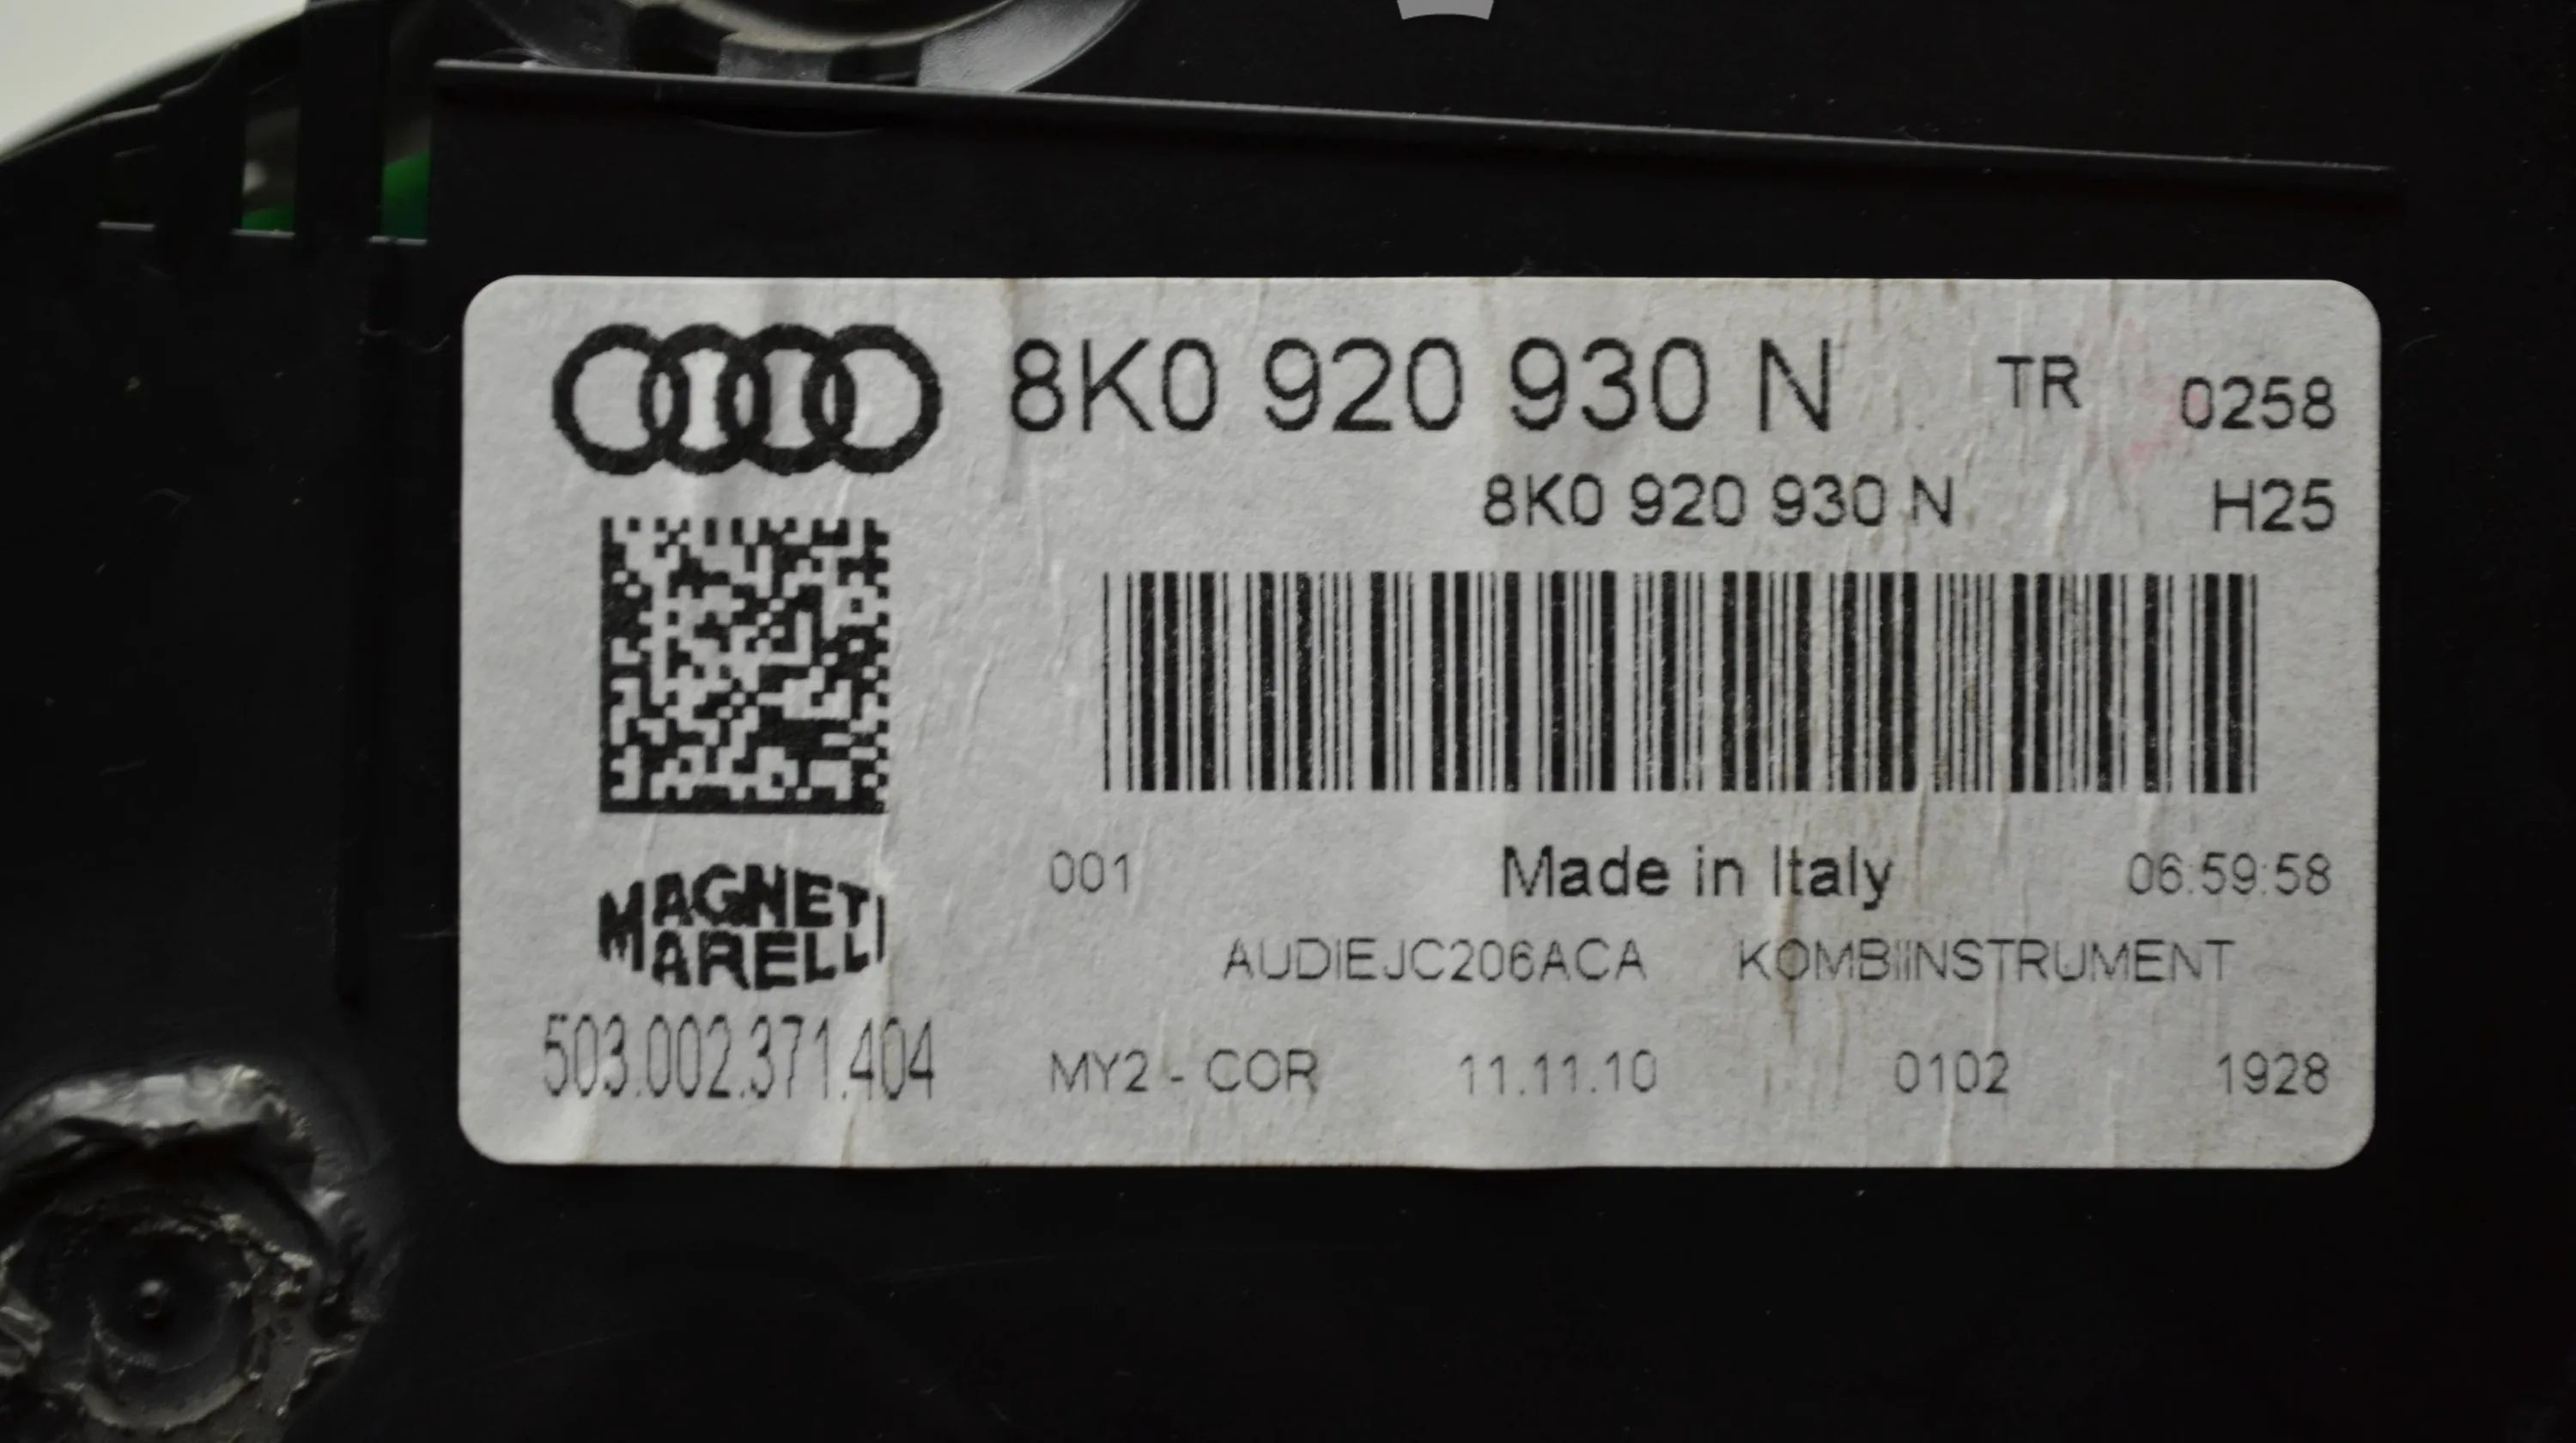 8K0 920 930 N TR 0258
8K0 920 930 N H25
001 Made in Italy 06:59:58
MAGNETI
MARELLI
AUDIEJC206ACA KOMBIINSTRUMENT
503.002.371.404 MY2 - COR 11.11.10 0102 1928